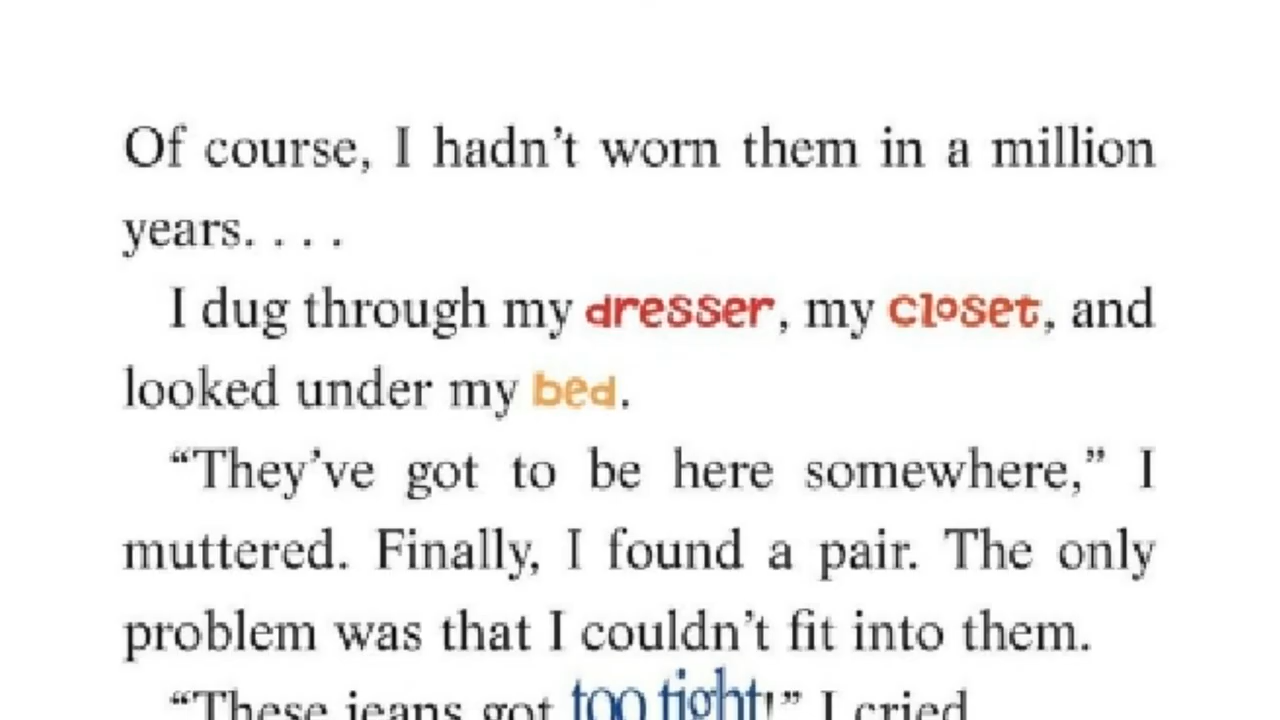 Of course, I hadn’t worn them in a million
years. . . .
I dug through my dresser, my closet, and
looked under my bed.
“They’ve got to be here somewhere,” I
muttered. Finally, I found a pair. The only
problem was that I couldn’t fit into them.
“These jeans got too tight!” I cried